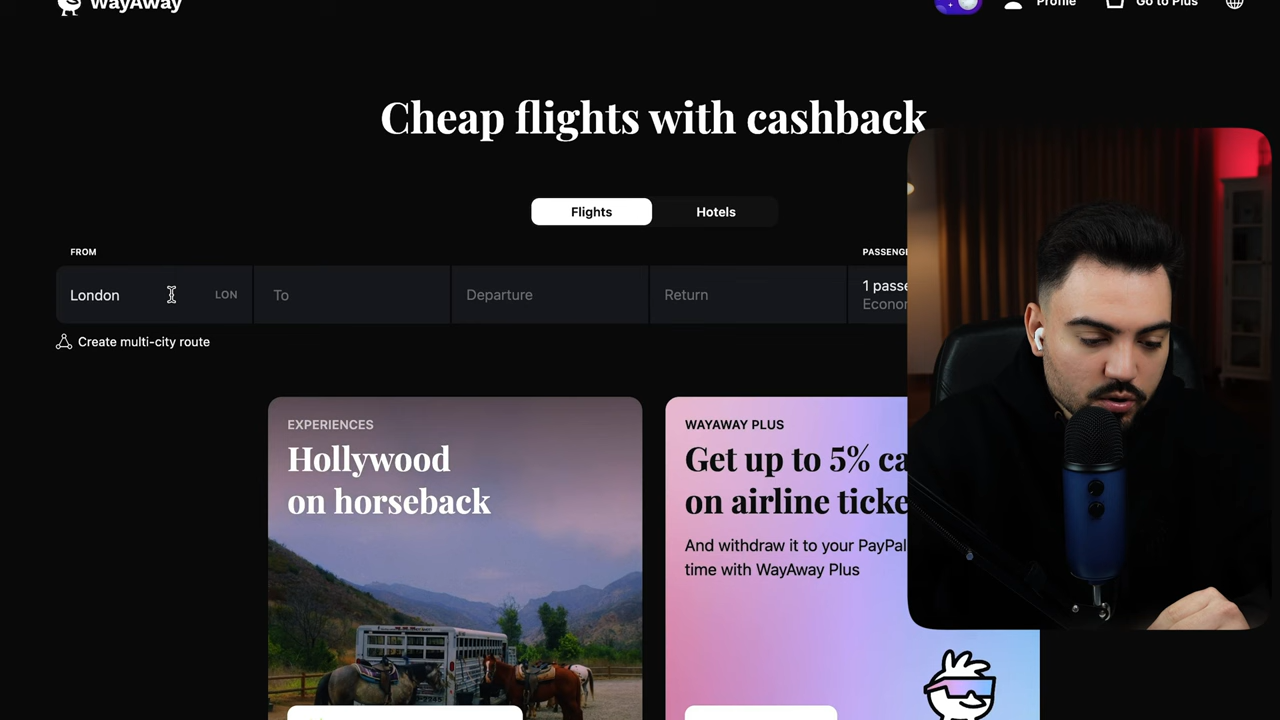 WayAway
Profile
Go to Plus
Cheap flights with cashback
Flights
Hotels
FROM
London
LON
To
Departure
Return
1 passe
Econor
Create multi-city route
EXPERIENCES
Hollywood
on horseback
WAYAWAY PLUS
Get up to 5% ca
on airline ticke
And withdraw it to your PayPal
time with WayAway Plus